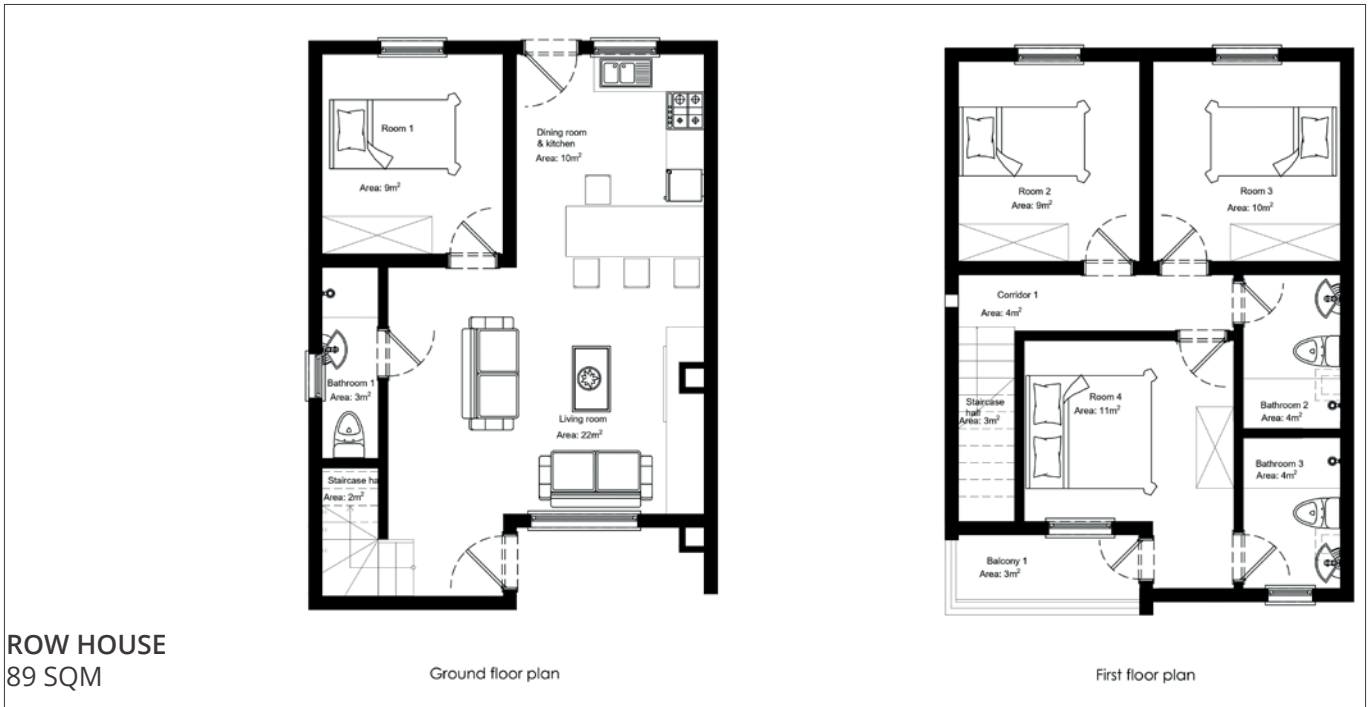 Room 1
Area: 9m²
Dining room
& kitchen
Area: 10m²
Bathroom 1
Area: 3m²
Living room
Area: 22m²
Staircase ha
Area: 2m²
Ground floor plan
Room 2
Area: 9m²
Room 3
Area: 10m²
Corridor 1
Area: 4m²
Staircase
hall
Area: 3m²
Room 4
Area: 11m²
Bathroom 2
Area: 4m²
Bathroom 3
Area: 4m²
Balcony 1
Area: 3m²
First floor plan
ROW HOUSE
89 SQM